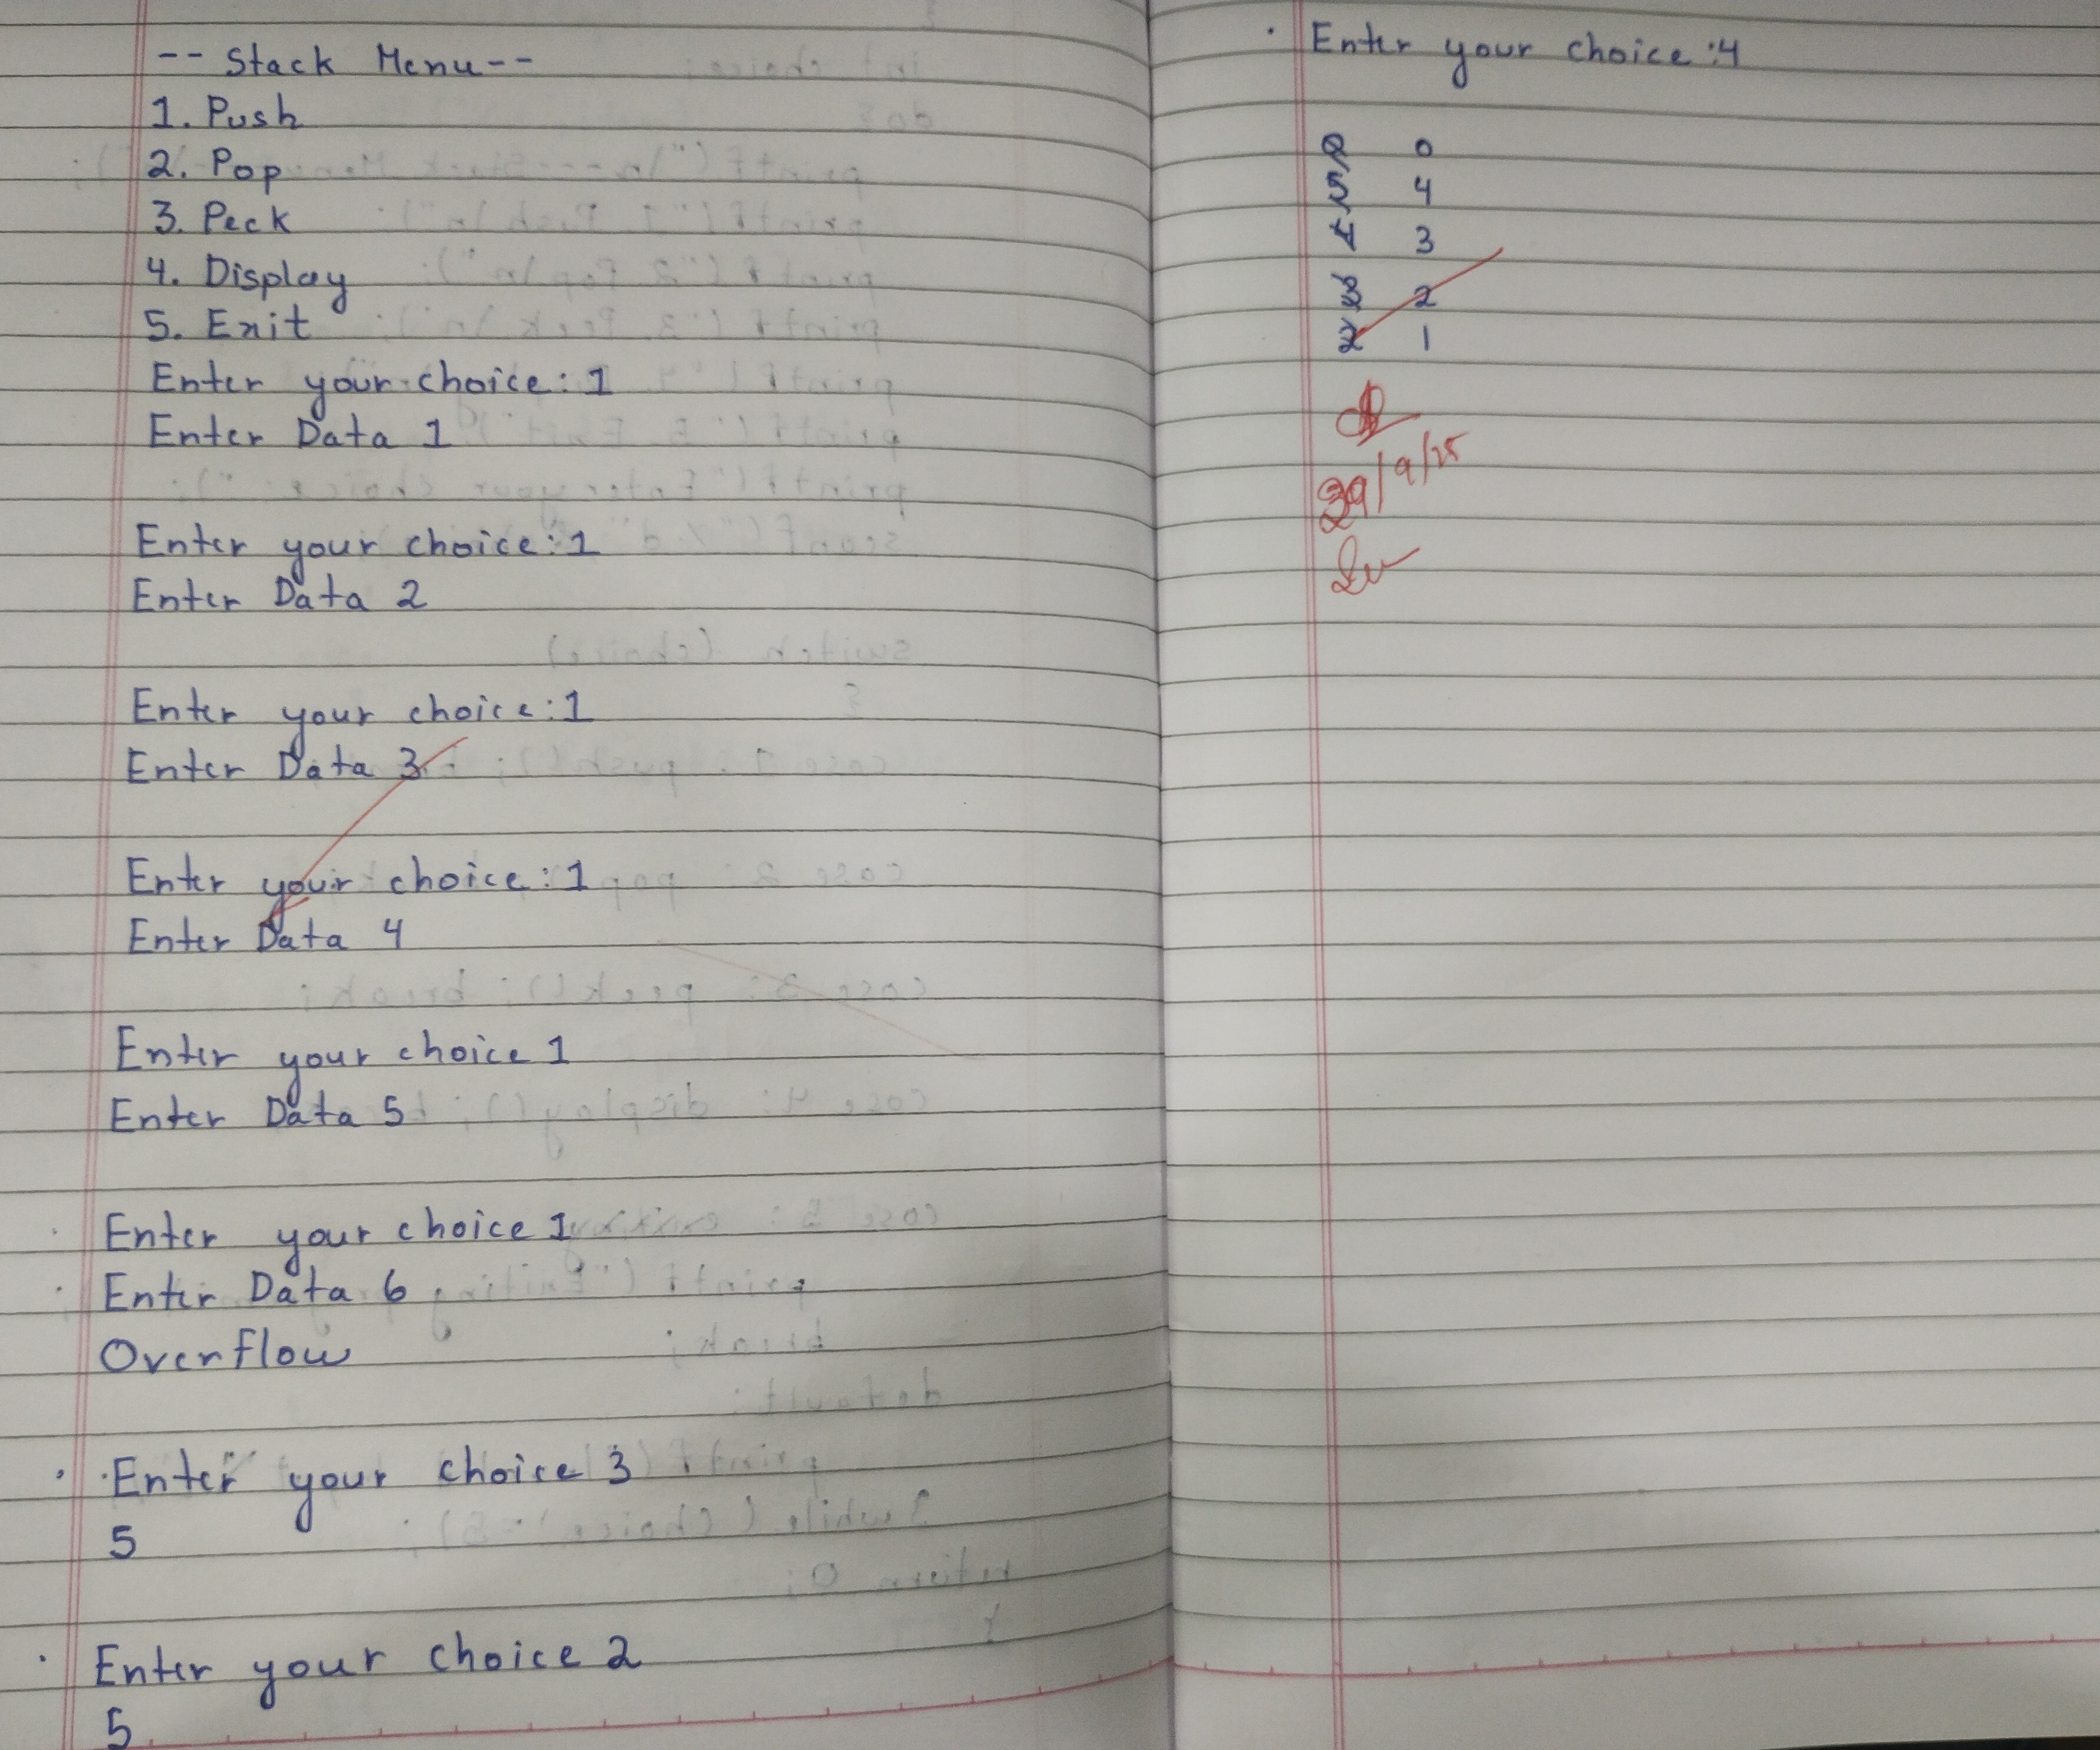 -- Stack Menu --
1. Push
2. Pop
3. Peek
4. Display
5. Exit
Enter your choice: 1
Enter Data 1
Enter your choice: 1
Enter Data 2
Enter your choice: 1
Enter Data 3
Enter your choice: 1
Enter Data 4
Enter your choice 1
Enter Data 5
Enter your choice 1
Enter Data 6
Overflow
Enter your choice 3
5
Enter your choice 2
5
Enter your choice :4
0
5 4
4 3
3 2
2 1
29/9/25